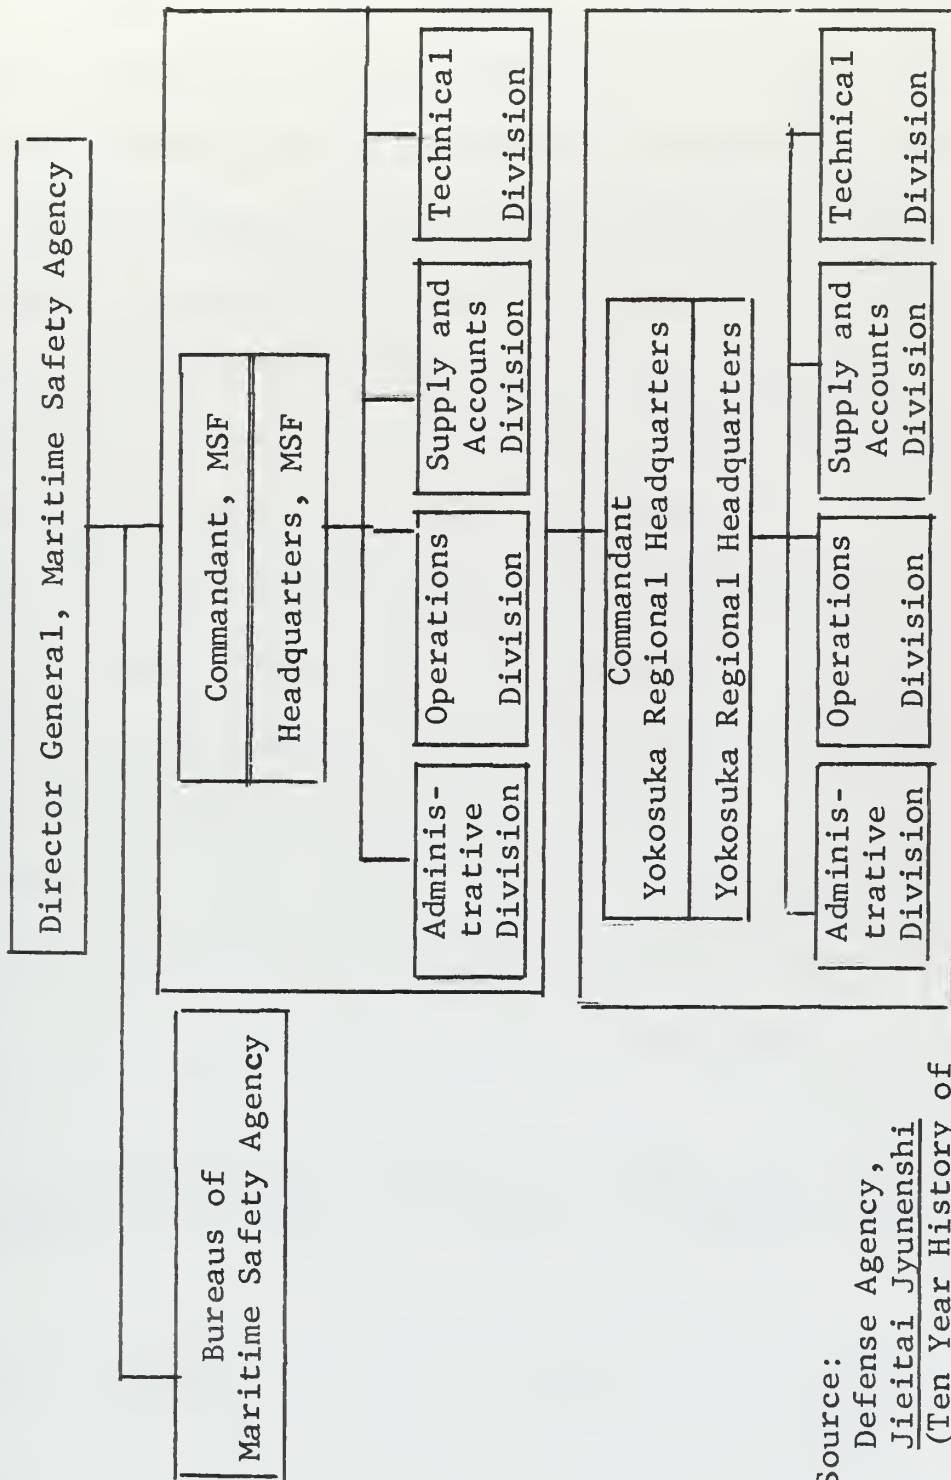 Director General, Maritime Safety Agency
Bureaus of
Maritime Safety Agency
Commandant, MSF
Headquarters, MSF
Adminis-
trative
Division
Operations
Division
Supply and
Accounts
Division
Technical
Division
Commandant
Yokosuka Regional Headquarters
Yokosuka Regional Headquarters
Adminis-
trative
Division
Operations
Division
Supply and
Accounts
Division
Technical
Division
Source:
Defense Agency,
Jieitai Jyunenshi
(Ten Year History of